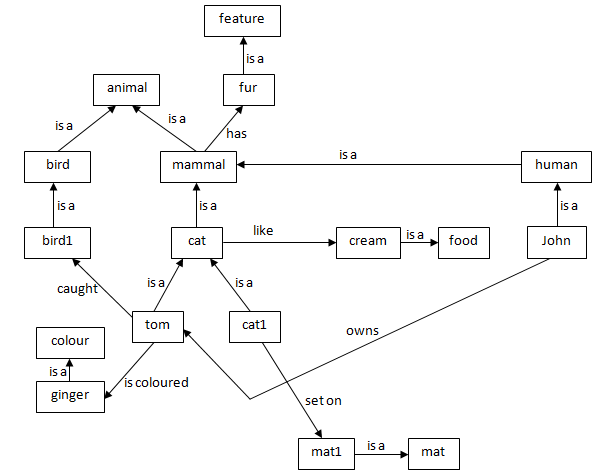 feature
is a
animal
fur
is a
is a
has
bird
mammal
is a
human
is a
is a
is a
bird1
cat
like
cream
is a
food
John
caught
is a
is a
tom
cat1
owns
colour
is a
is coloured
ginger
set on
mat1
is a
mat